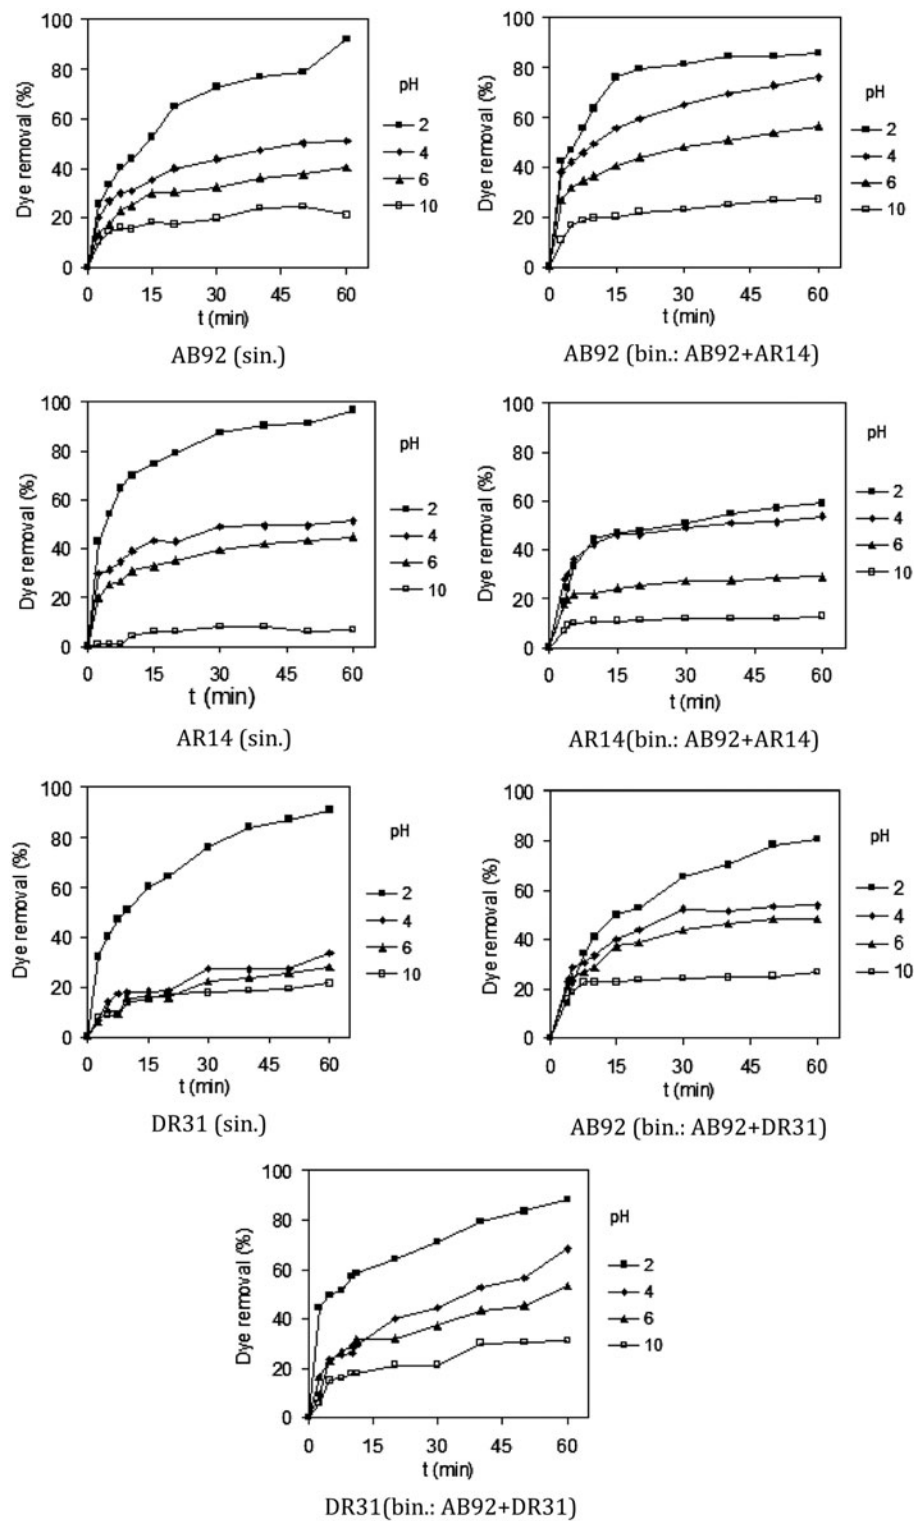 100
80
60
40
20
0
Dye removal (%)
0 15 30 45 60
t (min)
pH
2
4
6
10
AB92 (sin.)
100
80
60
40
20
0
Dye removal (%)
0 15 30 45 60
t (min)
pH
2
4
6
10
AB92 (bin.: AB92+AR14)
100
80
60
40
20
0
Dye removal (%)
0 15 30 45 60
t (min)
pH
2
4
6
10
AR14 (sin.)
100
80
60
40
20
0
Dye removal (%)
0 15 30 45 60
t (min)
pH
2
4
6
10
AR14(bin.: AB92+AR14)
100
80
60
40
20
0
Dye removal (%)
0 15 30 45 60
t (min)
pH
2
4
6
10
DR31 (sin.)
100
80
60
40
20
0
Dye removal (%)
0 15 30 45 60
t (min)
pH
2
4
6
10
AB92 (bin.: AB92+DR31)
100
80
60
40
20
0
Dye removal (%)
0 15 30 45 60
t (min)
pH
2
4
6
10
DR31(bin.: AB92+DR31)